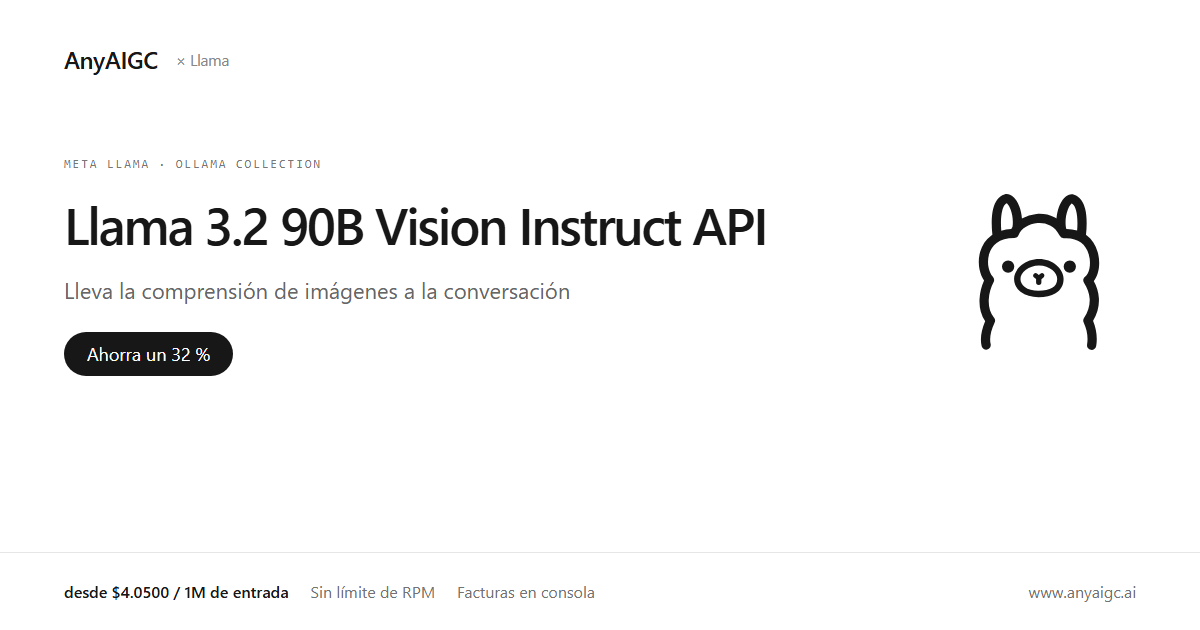 AnyAIGC × Llama
META LLAMA · OLLAMA COLLECTION
Llama 3.2 90B Vision Instruct API
Lleva la comprensión de imágenes a la conversación
Ahorra un 32 %
desde $4.0500 / 1M de entrada Sin límite de RPM Facturas en consola www.anyaigc.ai